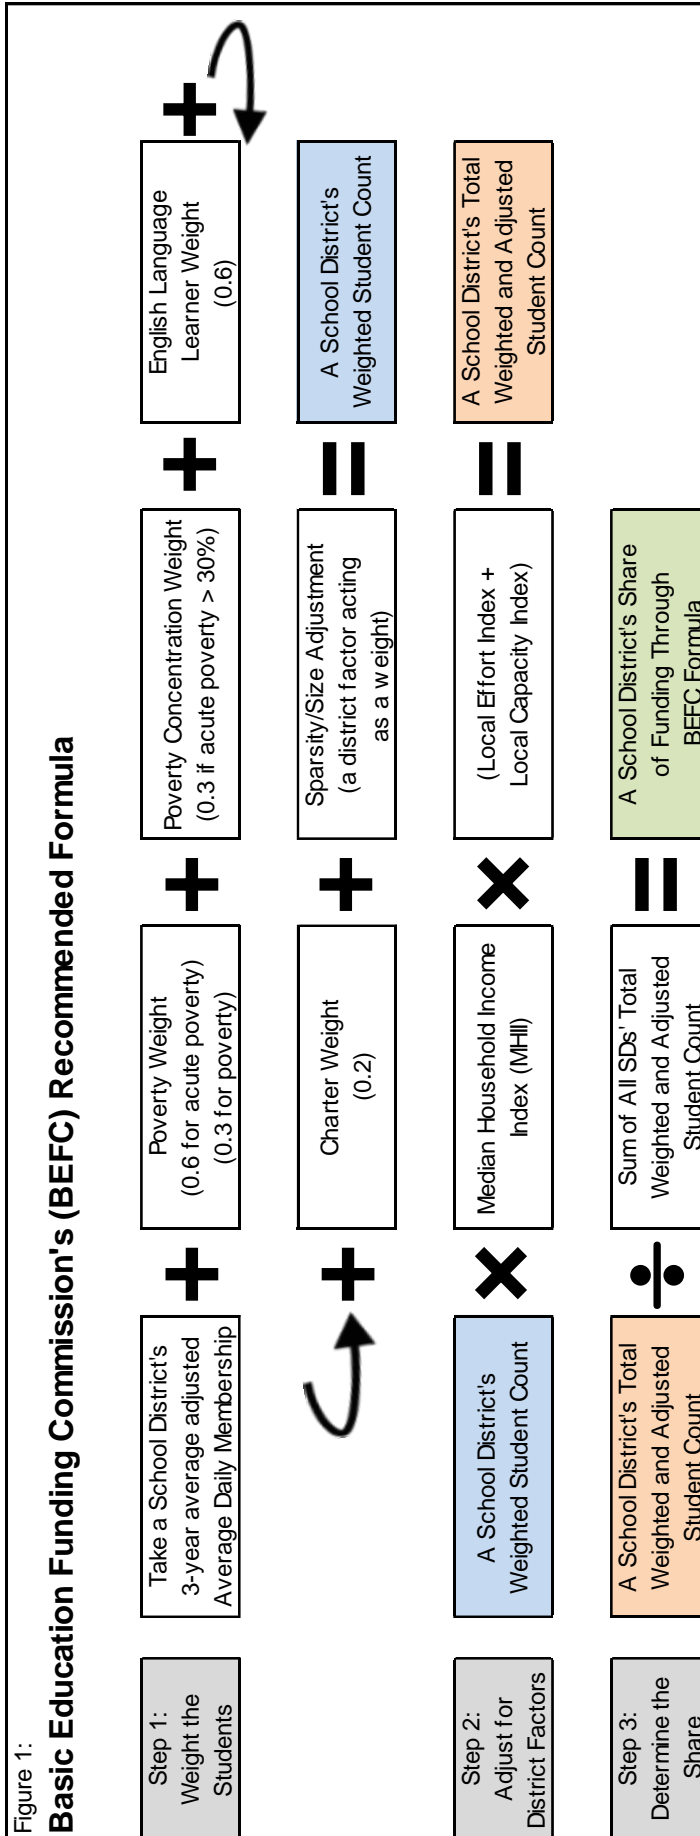 Figure 1:
Basic Education Funding Commission's (BEFC) Recommended Formula
Step 1:
Weight the
Students
Take a School District's
3-year average adjusted
Average Daily Membership
+
Poverty Weight
(0.6 for acute poverty)
(0.3 for poverty)
+
Poverty Concentration Weight
(0.3 if acute poverty > 30%)
+
English Language
Learner Weight
(0.6)
+
+
Charter Weight
(0.2)
+
Sparsity/Size Adjustment
(a district factor acting
as a weight)
=
A School District's
Weighted Student Count
Step 2:
Adjust for
District Factors
A School District's
Weighted Student Count
×
Median Household Income
Index (MHII)
×
(Local Effort Index +
Local Capacity Index)
=
A School District's Total
Weighted and Adjusted
Student Count
Step 3:
Determine the
Share
A School District's Total
Weighted and Adjusted
Student Count
÷
Sum of All SDs' Total
Weighted and Adjusted
Student Count
=
A School District's Share
of Funding Through
BEFC Formula